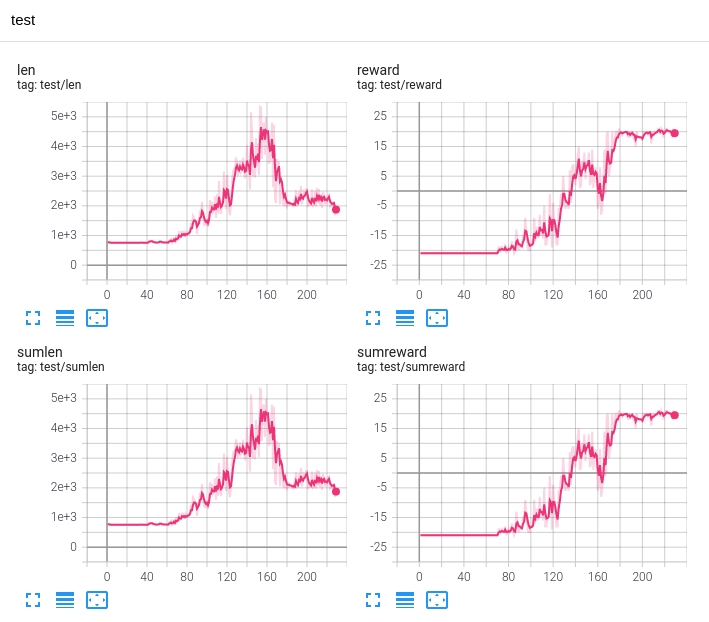 test
len
tag: test/len
5e+3
4e+3
3e+3
2e+3
1e+3
0
0 40 80 120 160 200
reward
tag: test/reward
25
15
5
-5
-15
-25
0 40 80 120 160 200
sumlen
tag: test/sumlen
5e+3
4e+3
3e+3
2e+3
1e+3
0
0 40 80 120 160 200
sumreward
tag: test/sumreward
25
15
5
-5
-15
-25
0 40 80 120 160 200